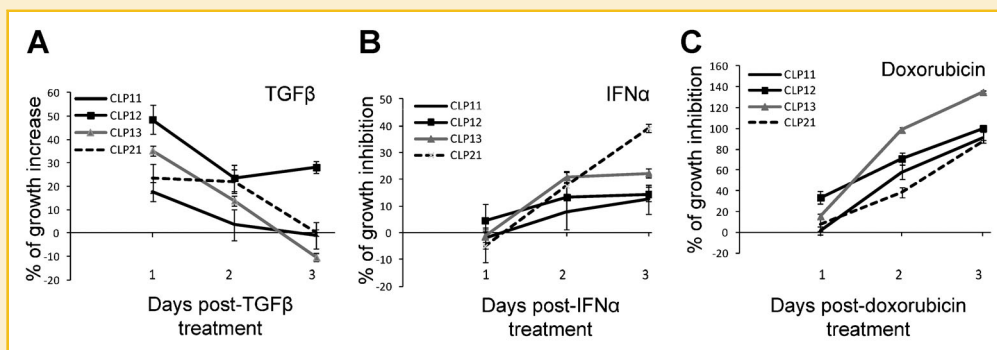 A
TGFβ
% of growth increase
60
50
40
30
20
10
0
-10
-20
CLP11
CLP12
CLP13
CLP21
1 2 3
Days post-TGFβ
treatment
B
IFNα
% of growth inhibition
50
40
30
20
10
0
-10
-20
CLP11
CLP12
CLP13
CLP21
1 2 3
Days post-IFNα
treatment
C
Doxorubicin
% of growth inhibition
160
140
120
100
80
60
40
20
0
-20
CLP11
CLP12
CLP13
CLP21
1 2 3
Days post-doxorubicin
treatment